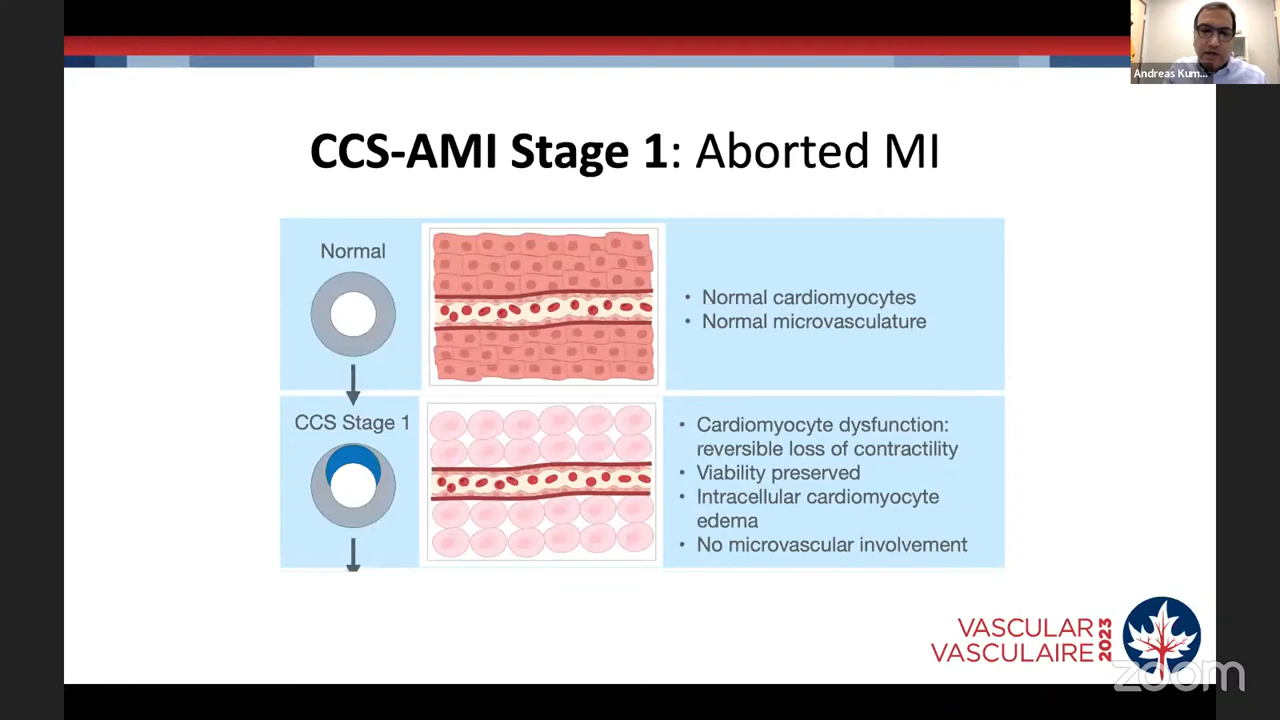 Andreas Kum...
CCS-AMI Stage 1: Aborted MI
Normal
• Normal cardiomyocytes
• Normal microvasculature
CCS Stage 1
• Cardiomyocyte dysfunction:
reversible loss of contractility
• Viability preserved
• Intracellular cardiomyocyte
edema
• No microvascular involvement
VASCULAR
VASCULAIRE
2023
zoom